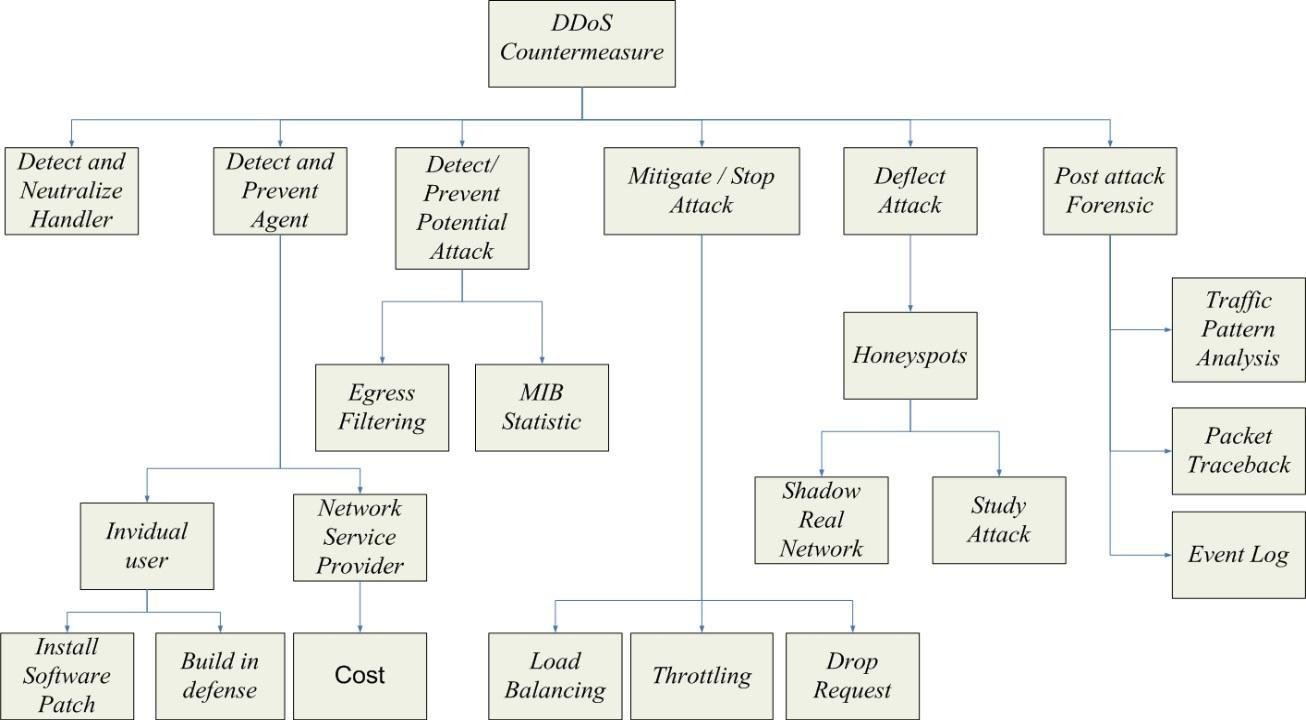 DDoS
Countermeasure
Detect and
Neutralize
Handler
Detect and
Prevent
Agent
Detect/
Prevent
Potential
Attack
Mitigate / Stop
Attack
Deflect
Attack
Post attack
Forensic
Traffic
Pattern
Analysis
Honeyspots
Egress
Filtering
MIB
Statistic
Packet
Traceback
Shadow
Real
Network
Study
Attack
Invidual
user
Network
Service
Provider
Event Log
Install
Software
Patch
Build in
defense
Cost
Load
Balancing
Throttling
Drop
Request